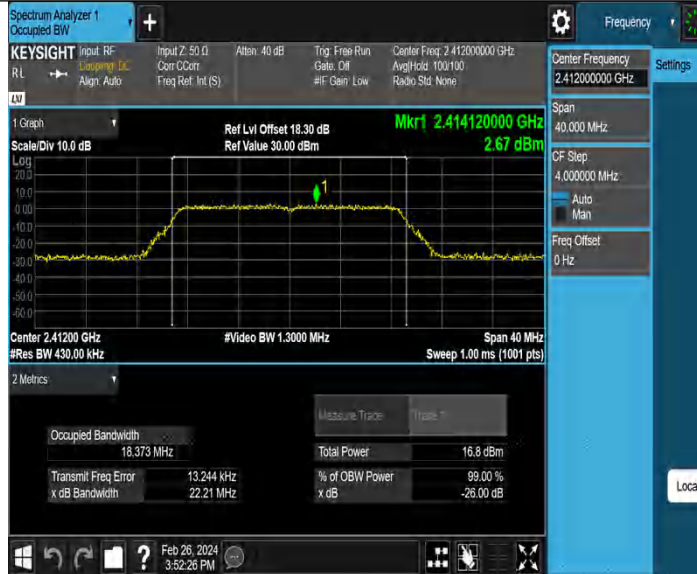 Spectrum Analyzer 1
Occupied BW
+
Frequency
KEYSIGHT
Input: RF
Coupling: DC
Align: Auto
Input Z: 50 Ω
Corr CCorr
Freq Ref: Int (S)
Atten: 40 dB
Trig: Free Run
Gate: Off
#IF Gain: Low
Center Freq: 2.412000000 GHz
Avg|Hold: 100/100
Radio Std: None
RL
LXI
Center Frequency
2.412000000 GHz
Settings
Span
40.000 MHz
CF Step
4.000000 MHz
Auto
Man
Freq Offset
0 Hz
Local
1 Graph
Scale/Div 10.0 dB
Ref Lvl Offset 18.30 dB
Ref Value 30.00 dBm
Mkr1 2.414120000 GHz
2.67 dBm
Log
20.0
10.0
0.00
-10.0
-20.0
-30.0
-40.0
-50.0
-60.0
1
Center 2.41200 GHz
#Res BW 430.00 kHz
#Video BW 1.3000 MHz
Span 40 MHz
Sweep 1.00 ms (1001 pts)
2 Metrics
Measure Trace
Trace 1
Occupied Bandwidth
18.373 MHz
Total Power
16.8 dBm
Transmit Freq Error
13.244 kHz
% of OBW Power
99.00 %
x dB Bandwidth
22.21 MHz
x dB
-26.00 dB
?
Feb 26, 2024
3:52:26 PM